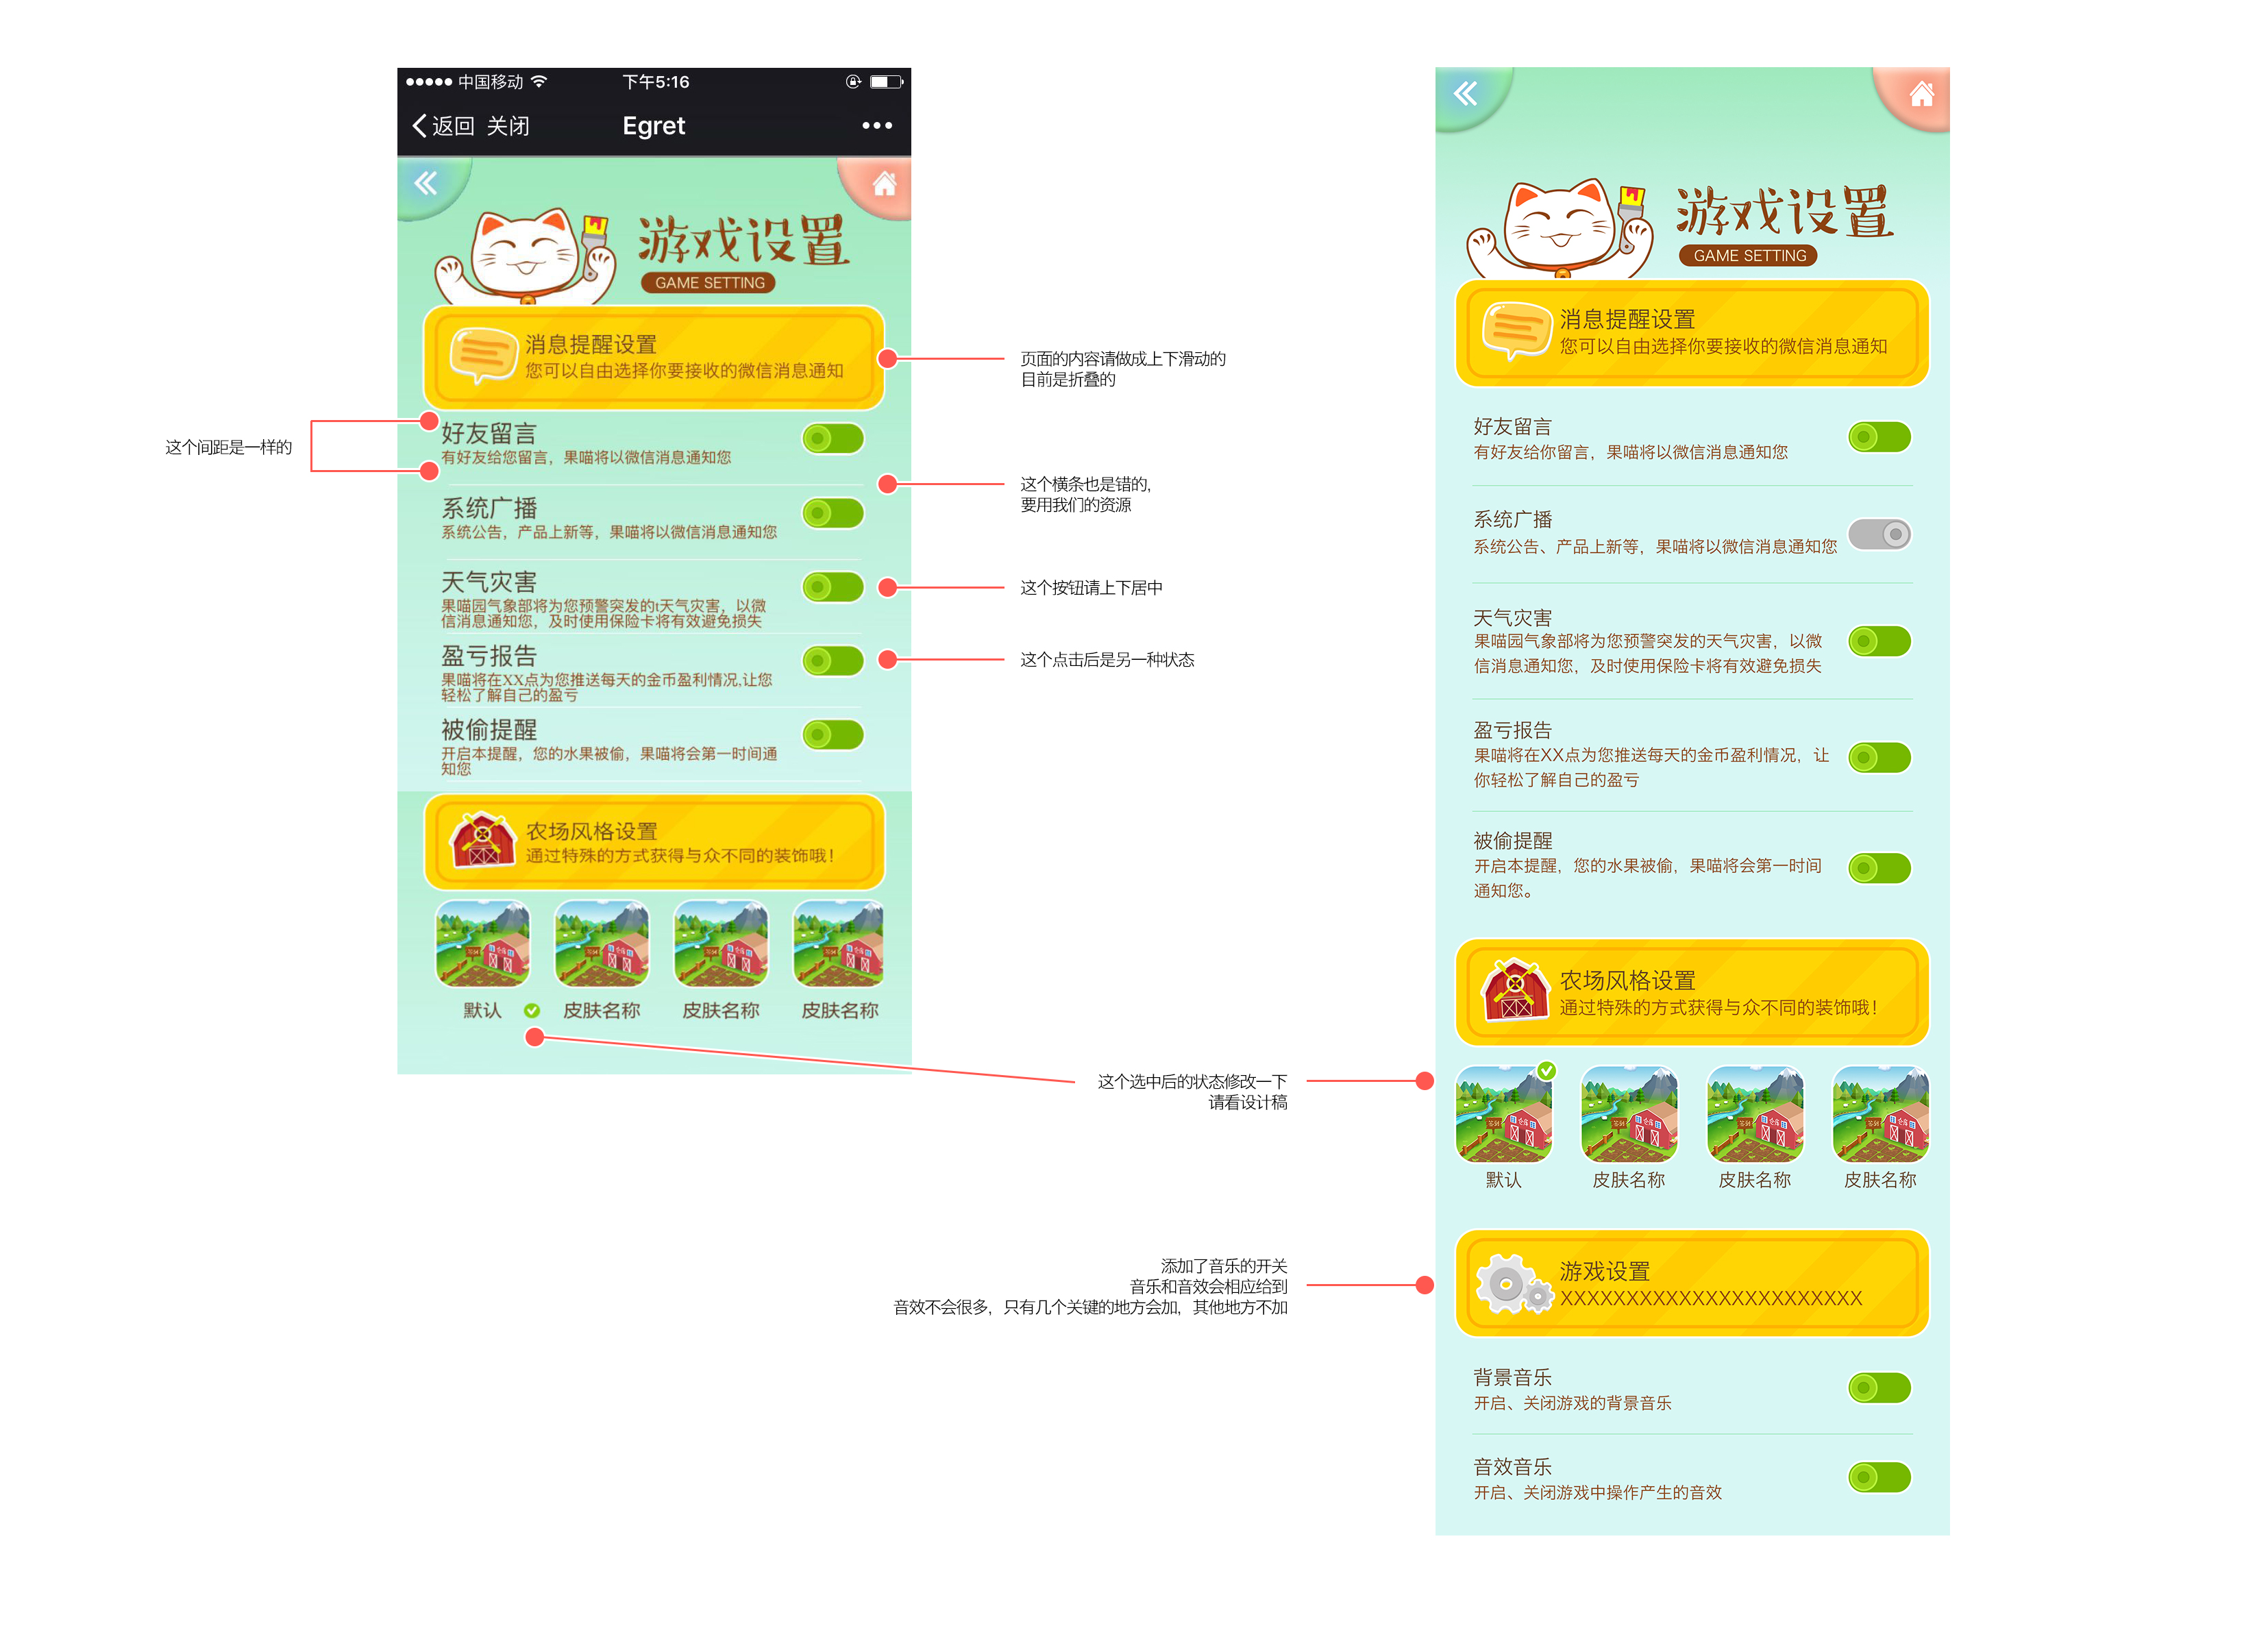 中国移动
下午5:16
返回 关闭
Egret
游戏设置
GAME SETTING
消息提醒设置
您可以自由选择你要接收的微信消息通知
好友留言
有好友给您留言，果喵将以微信消息通知您
系统广播
系统公告，产品上新等，果喵将以微信消息通知您
天气灾害
果喵园气象部将为您预警突发的t天气灾害，以微
信消息通知您，及时使用保险卡将有效避免损失
盈亏报告
果喵将在XX点为您推送每天的金币盈利情况,让您
轻松了解自己的盈亏
被偷提醒
开启本提醒，您的水果被偷，果喵将会第一时间通
知您
农场风格设置
通过特殊的方式获得与众不同的装饰哦！
默认
皮肤名称
皮肤名称
皮肤名称
这个间距是一样的
页面的内容请做成上下滑动的
目前是折叠的
这个横条也是错的，
要用我们的资源
这个按钮请上下居中
这个点击后是另一种状态
这个选中后的状态修改一下
请看设计稿
添加了音乐的开关
音乐和音效会相应给到
音效不会很多，只有几个关键的地方会加，其他地方不加
游戏设置
GAME SETTING
消息提醒设置
您可以自由选择你要接收的微信消息通知
好友留言
有好友给你留言，果喵将以微信消息通知您
系统广播
系统公告、产品上新等，果喵将以微信消息通知您
天气灾害
果喵园气象部将为您预警突发的天气灾害，以微
信消息通知您，及时使用保险卡将有效避免损失
盈亏报告
果喵将在XX点为您推送每天的金币盈利情况，让
你轻松了解自己的盈亏
被偷提醒
开启本提醒，您的水果被偷，果喵将会第一时间
通知您。
农场风格设置
通过特殊的方式获得与众不同的装饰哦！
默认
皮肤名称
皮肤名称
皮肤名称
游戏设置
XXXXXXXXXXXXXXXXXXXXXXX
背景音乐
开启、关闭游戏的背景音乐
音效音乐
开启、关闭游戏中操作产生的音效